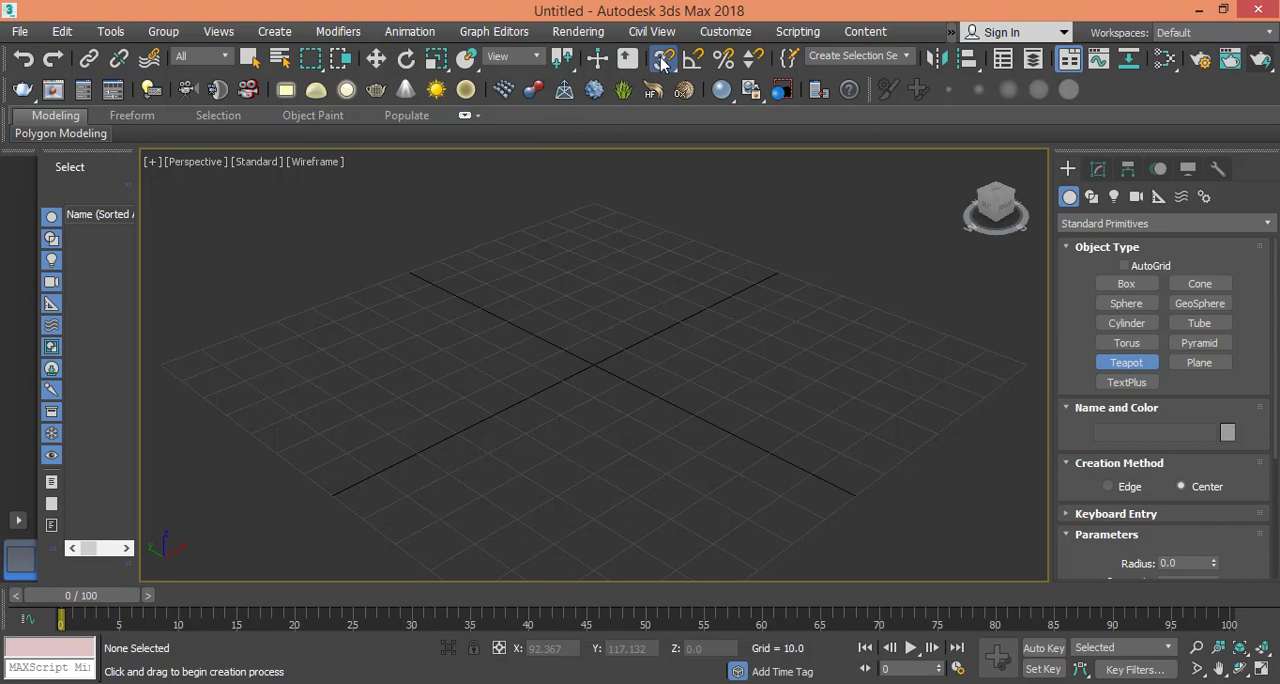 Untitled - Autodesk 3ds Max 2018
File Edit Tools Group Views Create Modifiers Animation Graph Editors Rendering Civil View Customize Scripting Content » Sign In Workspaces: Default
All View Create Selection Se
HF
Modeling Freeform Selection Object Paint Populate
Polygon Modeling
Select
[+] [Perspective] [Standard] [Wireframe]
Name (Sorted A
Standard Primitives
Object Type
AutoGrid
Box Cone
Sphere GeoSphere
Cylinder Tube
Torus Pyramid
Teapot Plane
TextPlus
Name and Color
Creation Method
Edge Center
Keyboard Entry
Parameters
Radius: 0.0
z
y
0 / 100
0 5 10 15 20 25 30 35 40 45 50 55 60 65 70 75 80 85 90 95 100
None Selected X: 92.367 Y: 117.132 Z: 0.0 Grid = 10.0 Auto Key Selected
MAXScript Mi Click and drag to begin creation process Add Time Tag 0 Set Key Key Filters...